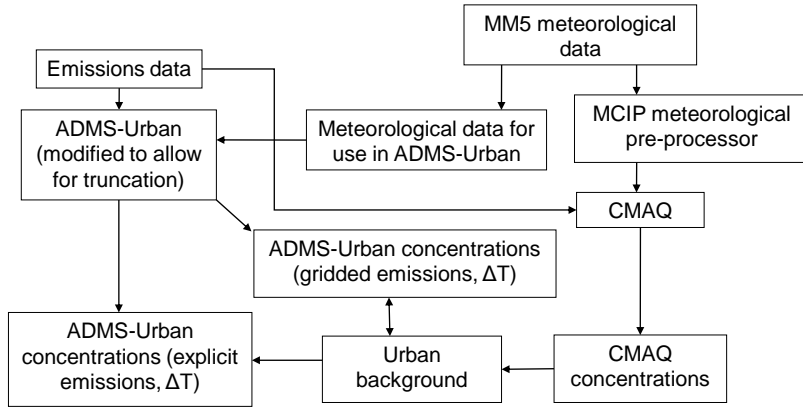 MM5 meteorological
data
Emissions data
ADMS-Urban
(modified to allow
for truncation)
Meteorological data for
use in ADMS-Urban
MCIP meteorological
pre-processor
CMAQ
ADMS-Urban concentrations
(gridded emissions, ΔT)
ADMS-Urban
concentrations (explicit
emissions, ΔT)
Urban
background
CMAQ
concentrations